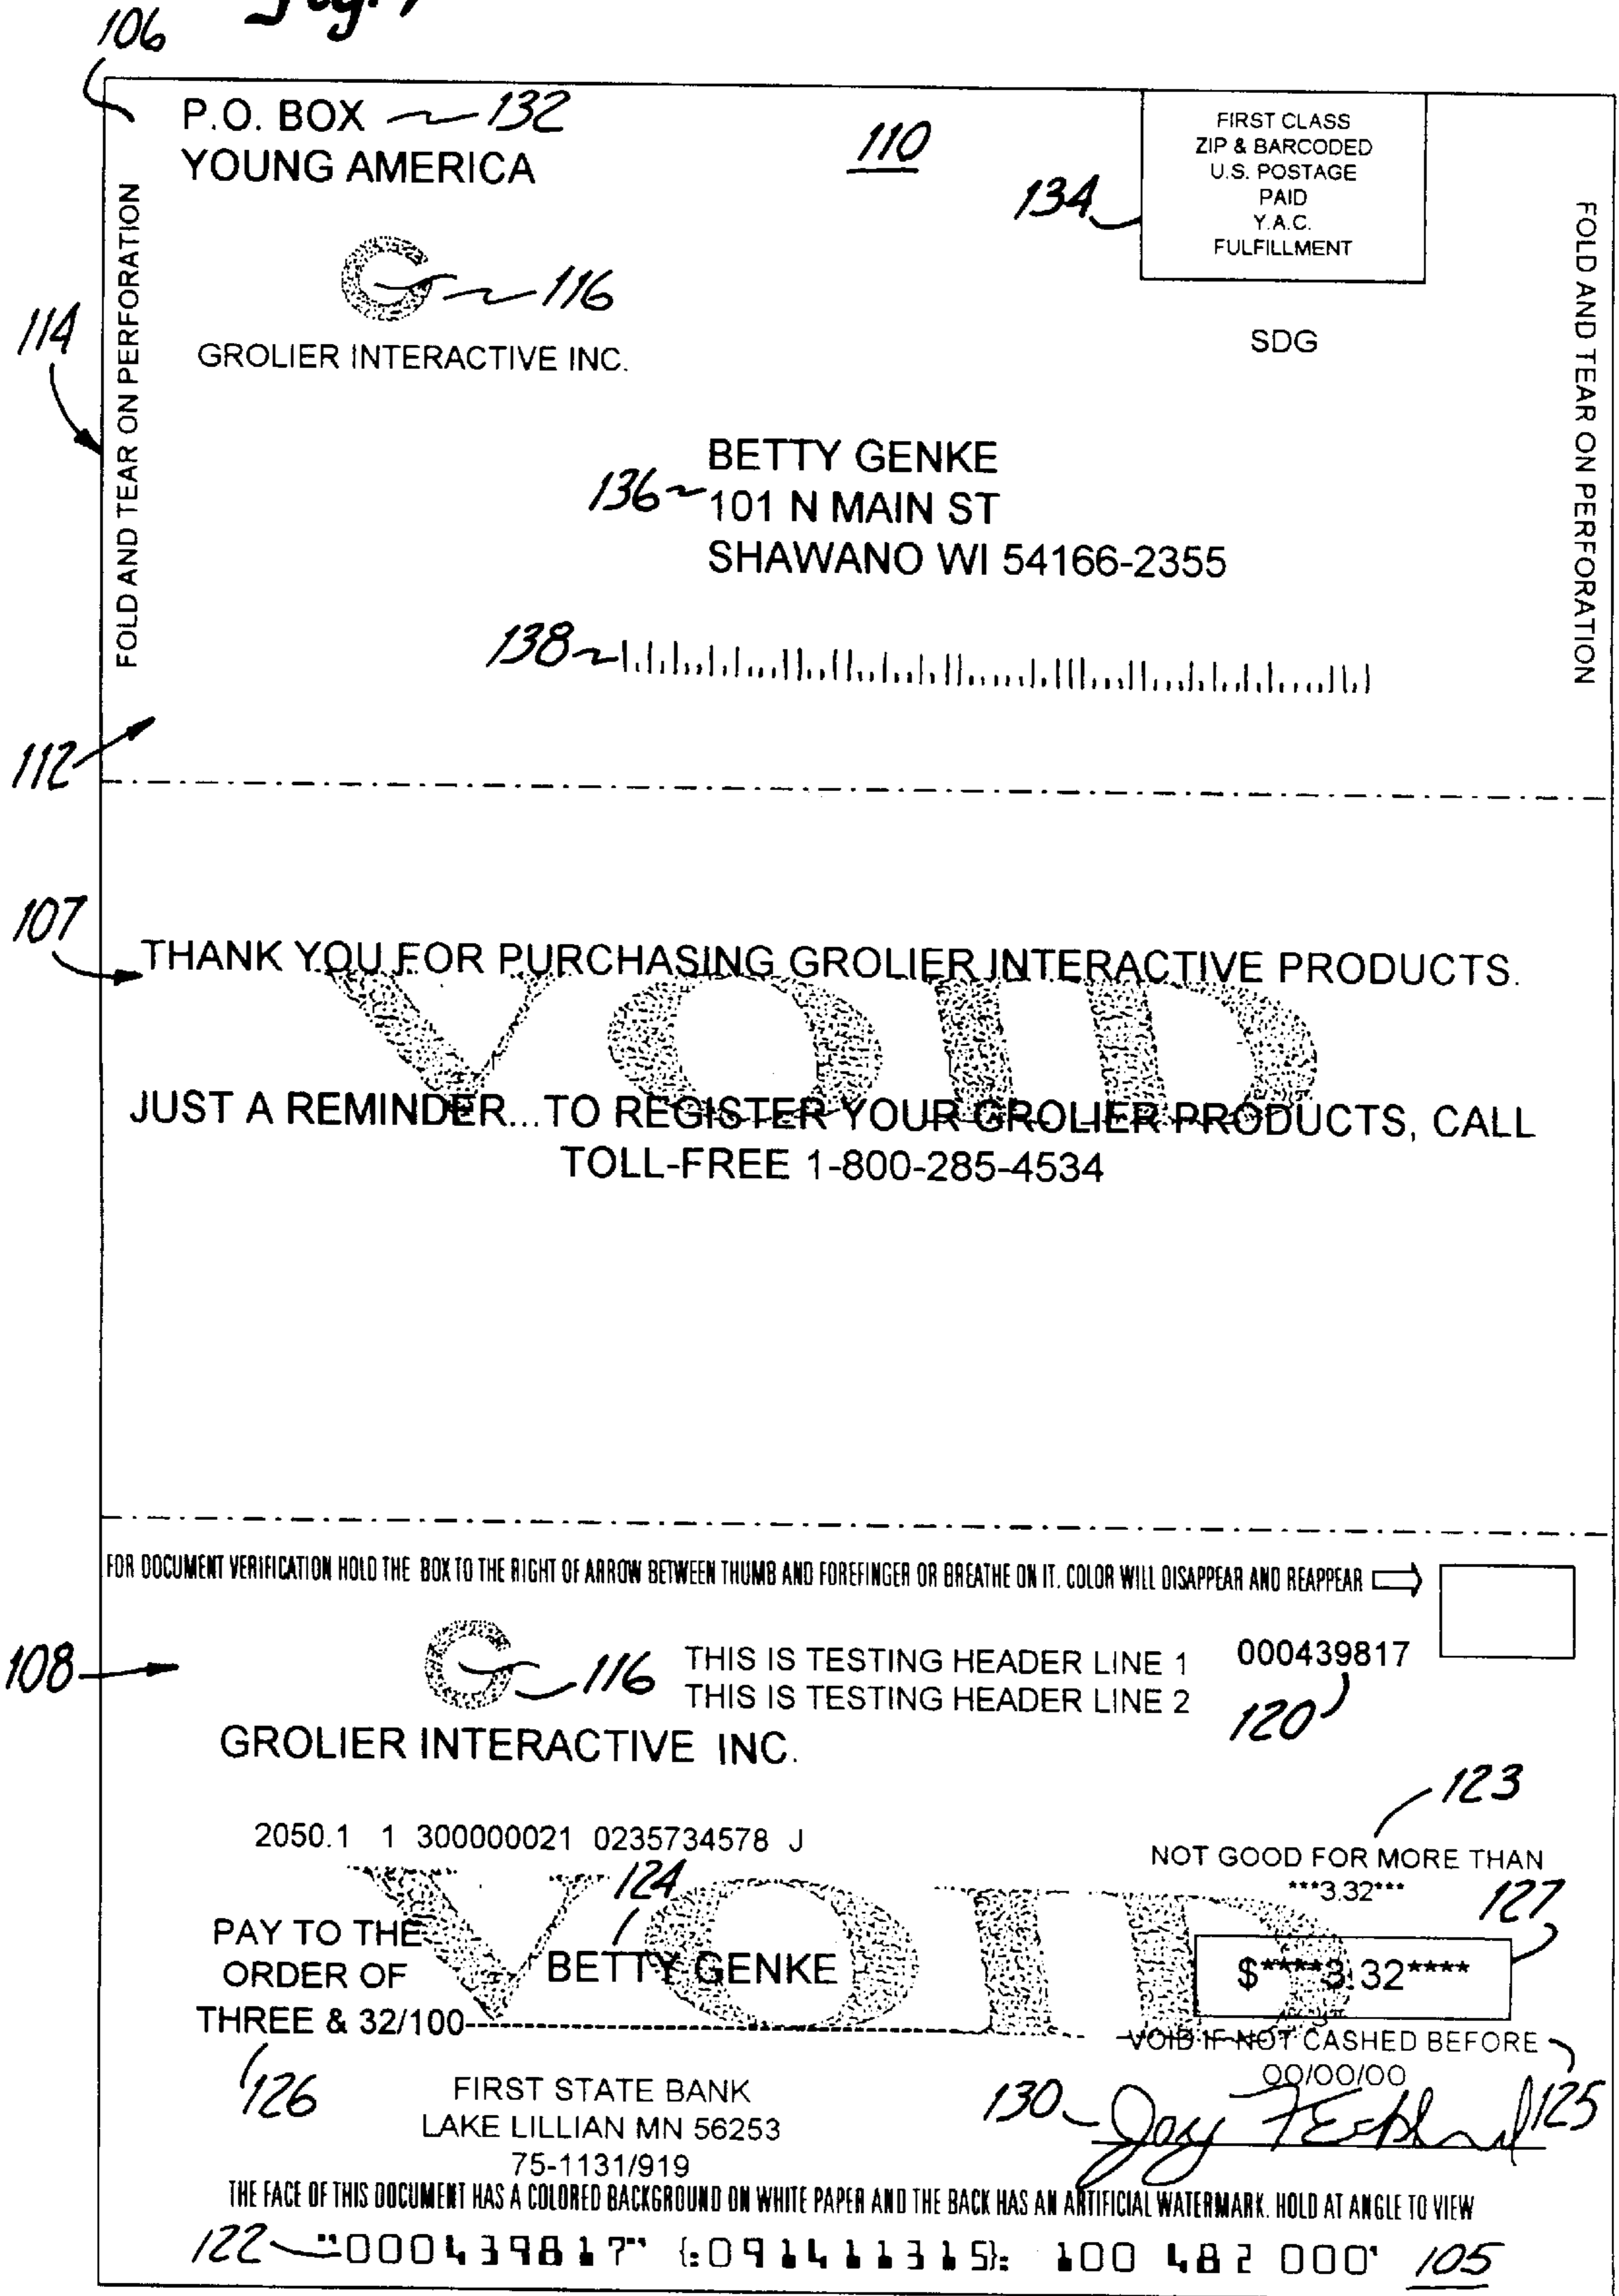 106
P.O. BOX 132
YOUNG AMERICA
110
134
FIRST CLASS
ZIP & BARCODED
U.S. POSTAGE
PAID
Y.A.C.
FULFILLMENT
FOLD AND TEAR ON PERFORATION
FOLD AND TEAR ON PERFORATION
116
114
GROLIER INTERACTIVE INC.
SDG
BETTY GENKE
136 101 N MAIN ST
SHAWANO WI 54166-2355
138
112
107
THANK YOU FOR PURCHASING GROLIER INTERACTIVE PRODUCTS.
VOID
JUST A REMINDER...TO REGISTER YOUR GROLIER PRODUCTS, CALL
TOLL-FREE 1-800-285-4534
FOR DOCUMENT VERIFICATION HOLD THE BOX TO THE RIGHT OF ARROW BETWEEN THUMB AND FOREFINGER OR BREATHE ON IT. COLOR WILL DISAPPEAR AND REAPPEAR
108
116 THIS IS TESTING HEADER LINE 1 000439817
THIS IS TESTING HEADER LINE 2
120
GROLIER INTERACTIVE INC.
123
2050.1 1 300000021 0235734578 J
NOT GOOD FOR MORE THAN
***3.32***
124
127
VOID
PAY TO THE
ORDER OF BETTY GENKE $****3.32****
THREE & 32/100
VOID IF NOT CASHED BEFORE
00/00/00
126
125
FIRST STATE BANK
LAKE LILLIAN MN 56253
75-1131/919
130
THE FACE OF THIS DOCUMENT HAS A COLORED BACKGROUND ON WHITE PAPER AND THE BACK HAS AN ARTIFICIAL WATERMARK. HOLD AT ANGLE TO VIEW
122 "000439817" (:091411315): 100 482 000' 105